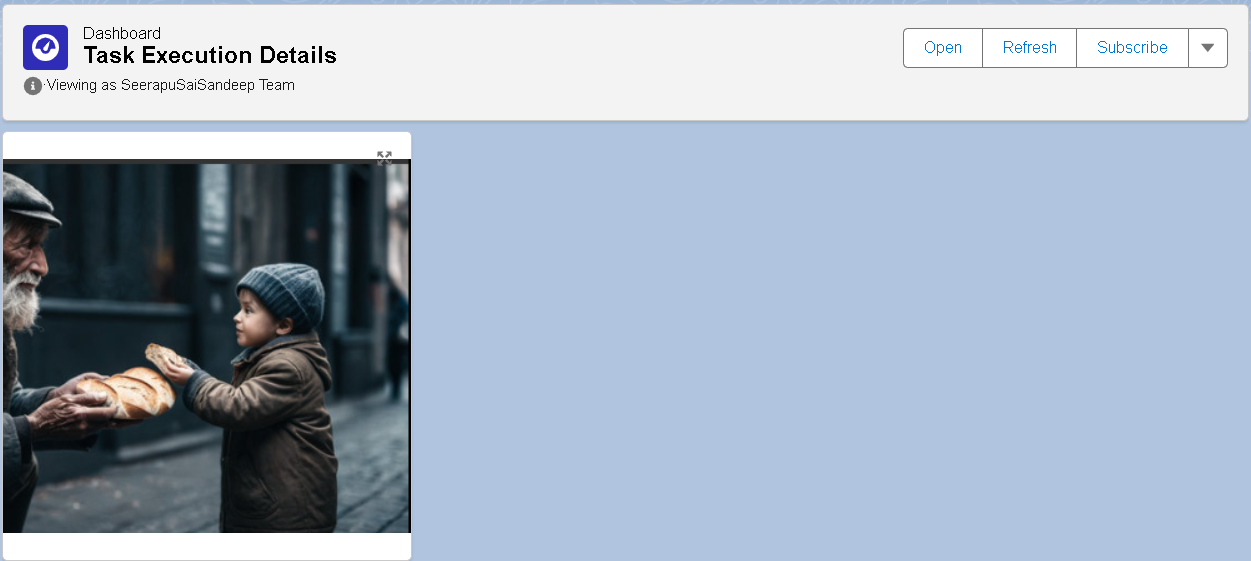 Dashboard
Task Execution Details
Viewing as SeerapuSaiSandeep Team
Open
Refresh
Subscribe